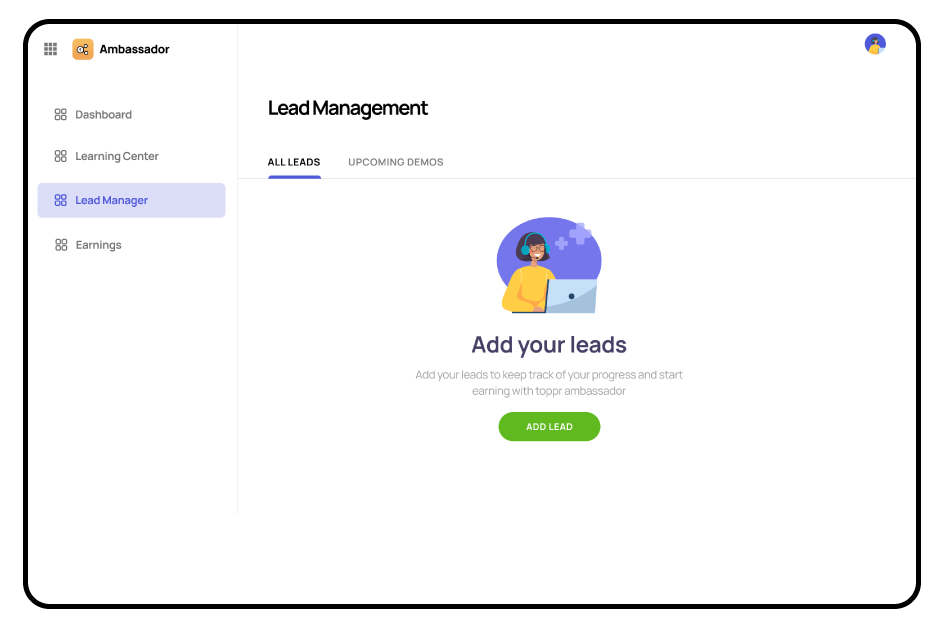 Ambassador
Dashboard
Learning Center
Lead Manager
Earnings
Lead Management
ALL LEADS
UPCOMING DEMOS
Add your leads
Add your leads to keep track of your progress and start
earning with toppr ambassador
ADD LEAD